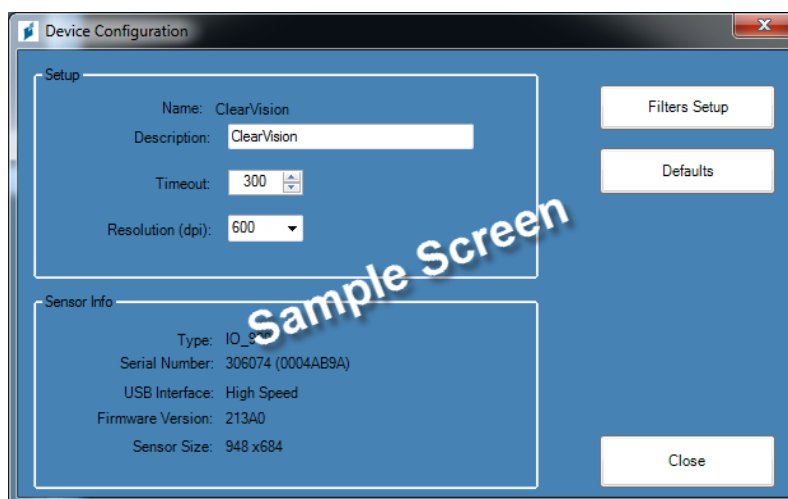 Device Configuration
Setup
Name: ClearVision
Description: ClearVision
Timeout: 300
Resolution (dpi): 600
Filters Setup
Defaults
Sample Screen
Sensor Info
Type:
Serial Number: 306074 (0004AB9A)
USB Interface: High Speed
Firmware Version: 213A0
Sensor Size: 948 x684
Close